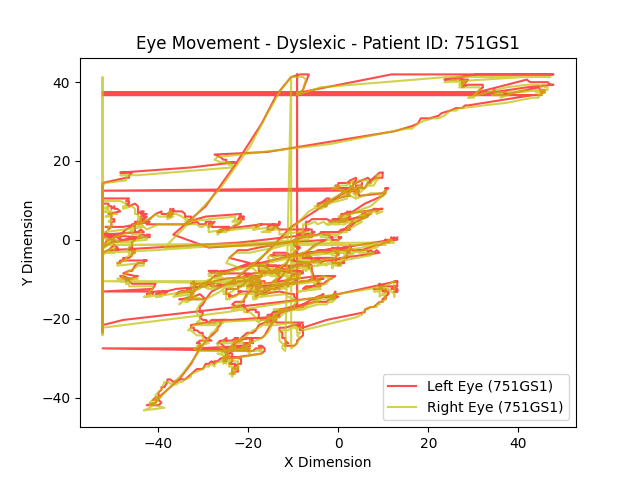 Eye Movement - Dyslexic - Patient ID: 751GS1
Y Dimension
40
20
0
−20
−40
−40
−20
0
20
40
X Dimension
Left Eye (751GS1)
Right Eye (751GS1)